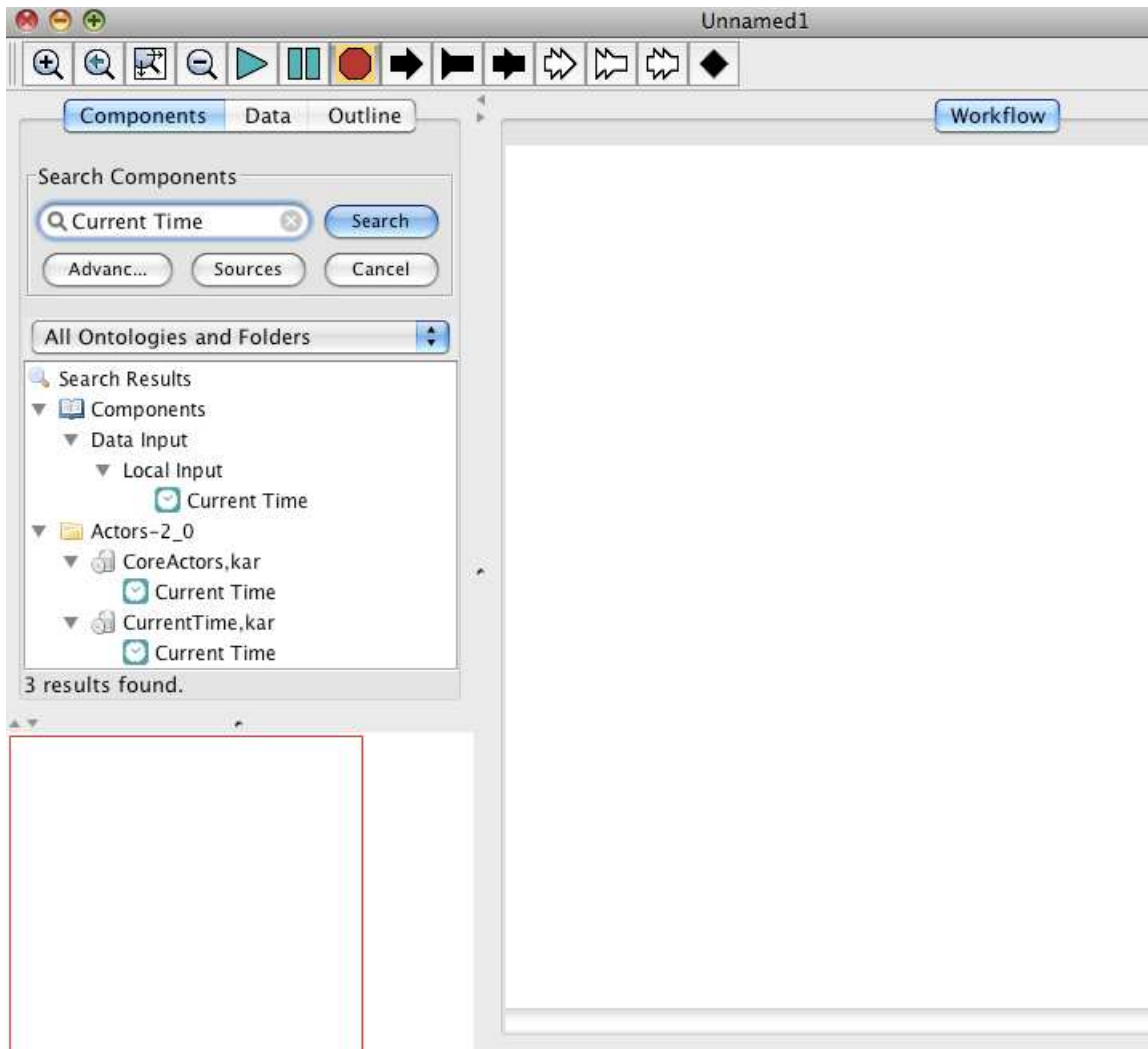 Unnamed1
Components Data Outline
Workflow
Search Components
Current Time Search
Advanc... Sources Cancel
All Ontologies and Folders
Search Results
Components
Data Input
Local Input
Current Time
Actors-2_0
CoreActors,kar
Current Time
CurrentTime,kar
Current Time
3 results found.